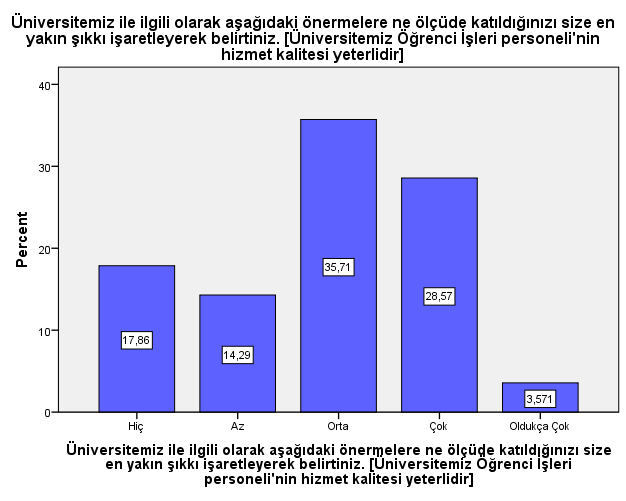 Üniversitemiz ile ilgili olarak aşağıdaki önermelere ne ölçüde katıldığınızı size en
yakın şıkkı işaretleyerek belirtiniz. [Üniversitemiz Öğrenci İşleri personeli'nin
hizmet kalitesi yeterlidir]
Percent
40
30
20
10
0
17,86
14,29
35,71
28,57
3,571
Hiç
Az
Orta
Çok
Oldukça Çok
Üniversitemiz ile ilgili olarak aşağıdaki önermelere ne ölçüde katıldığınızı size
en yakın şıkkı işaretleyerek belirtiniz. [Üniversitemiz Öğrenci İşleri
personeli'nin hizmet kalitesi yeterlidir]